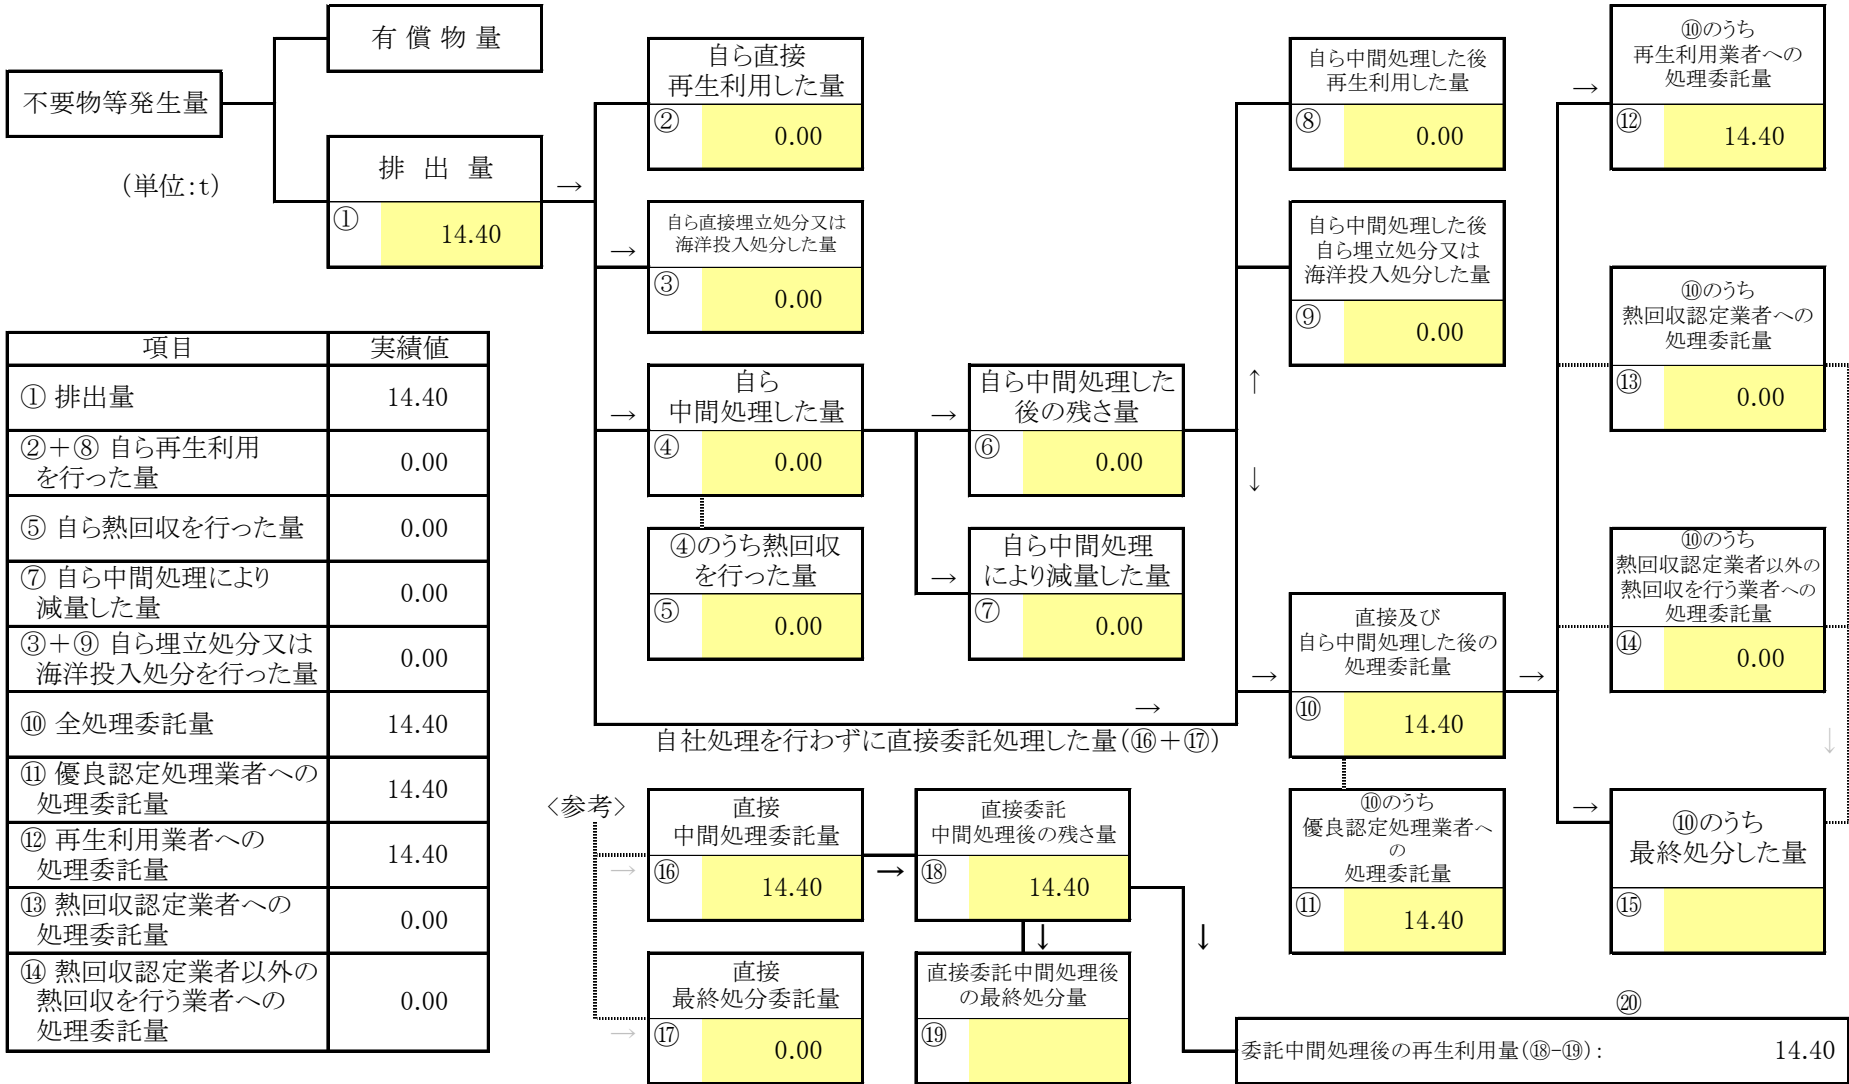 有 償 物 量
不要物等発生量
排 出 量
① 14.40
(単位:t)
→
自ら直接
再生利用した量
② 0.00
→
自ら直接埋立処分又は
海洋投入処分した量
③ 0.00
→
自ら
中間処理した量
④ 0.00
④のうち熱回収
を行った量
⑤ 0.00
→
自ら中間処理した
後の残さ量
⑥ 0.00
→
自ら中間処理
により減量した量
⑦ 0.00
自ら中間処理した後
再生利用した量
⑧ 0.00
自ら中間処理した後
自ら埋立処分又は
海洋投入処分した量
⑨ 0.00
↑
↓
→
自社処理を行わずに直接委託処理した量(⑯+⑰)
→
直接及び
自ら中間処理した後の
処理委託量
⑩ 14.40
⑩のうち
優良認定処理業者へ
の
処理委託量
⑪ 14.40
→
→
⑩のうち
再生利用業者への
処理委託量
⑫ 14.40
⑩のうち
熱回収認定業者への
処理委託量
⑬ 0.00
⑩のうち
熱回収認定業者以外の
熱回収を行う業者への
処理委託量
⑭ 0.00
↓
→
⑩のうち
最終処分した量
⑮
項目 実績値
① 排出量 14.40
②+⑧ 自ら再生利用
を行った量 0.00
⑤ 自ら熱回収を行った量 0.00
⑦ 自ら中間処理により
減量した量 0.00
③+⑨ 自ら埋立処分又は
海洋投入処分を行った量 0.00
⑩ 全処理委託量 14.40
⑪ 優良認定処理業者への
処理委託量 14.40
⑫ 再生利用業者への
処理委託量 14.40
⑬ 熱回収認定業者への
処理委託量 0.00
⑭ 熱回収認定業者以外の
熱回収を行う業者への
処理委託量 0.00
<参考>
→
直接
中間処理委託量
⑯ 14.40
→
直接委託
中間処理後の残さ量
⑱ 14.40
↓
↓
→
直接
最終処分委託量
⑰ 0.00
直接委託中間処理後
の最終処分量
⑲
⑳
委託中間処理後の再生利用量(⑱-⑲): 14.40